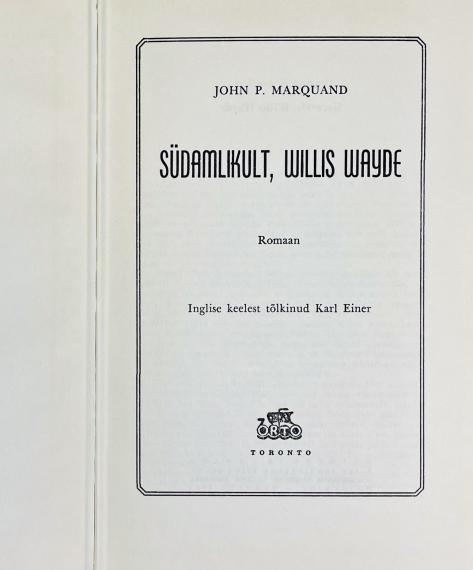 JOHN P. MARQUAND
SÜDAMLIKULT, WILLIS WAYDE
Romaan
Inglise keelest tõlkinud Karl Einer
ORTO
TORONTO